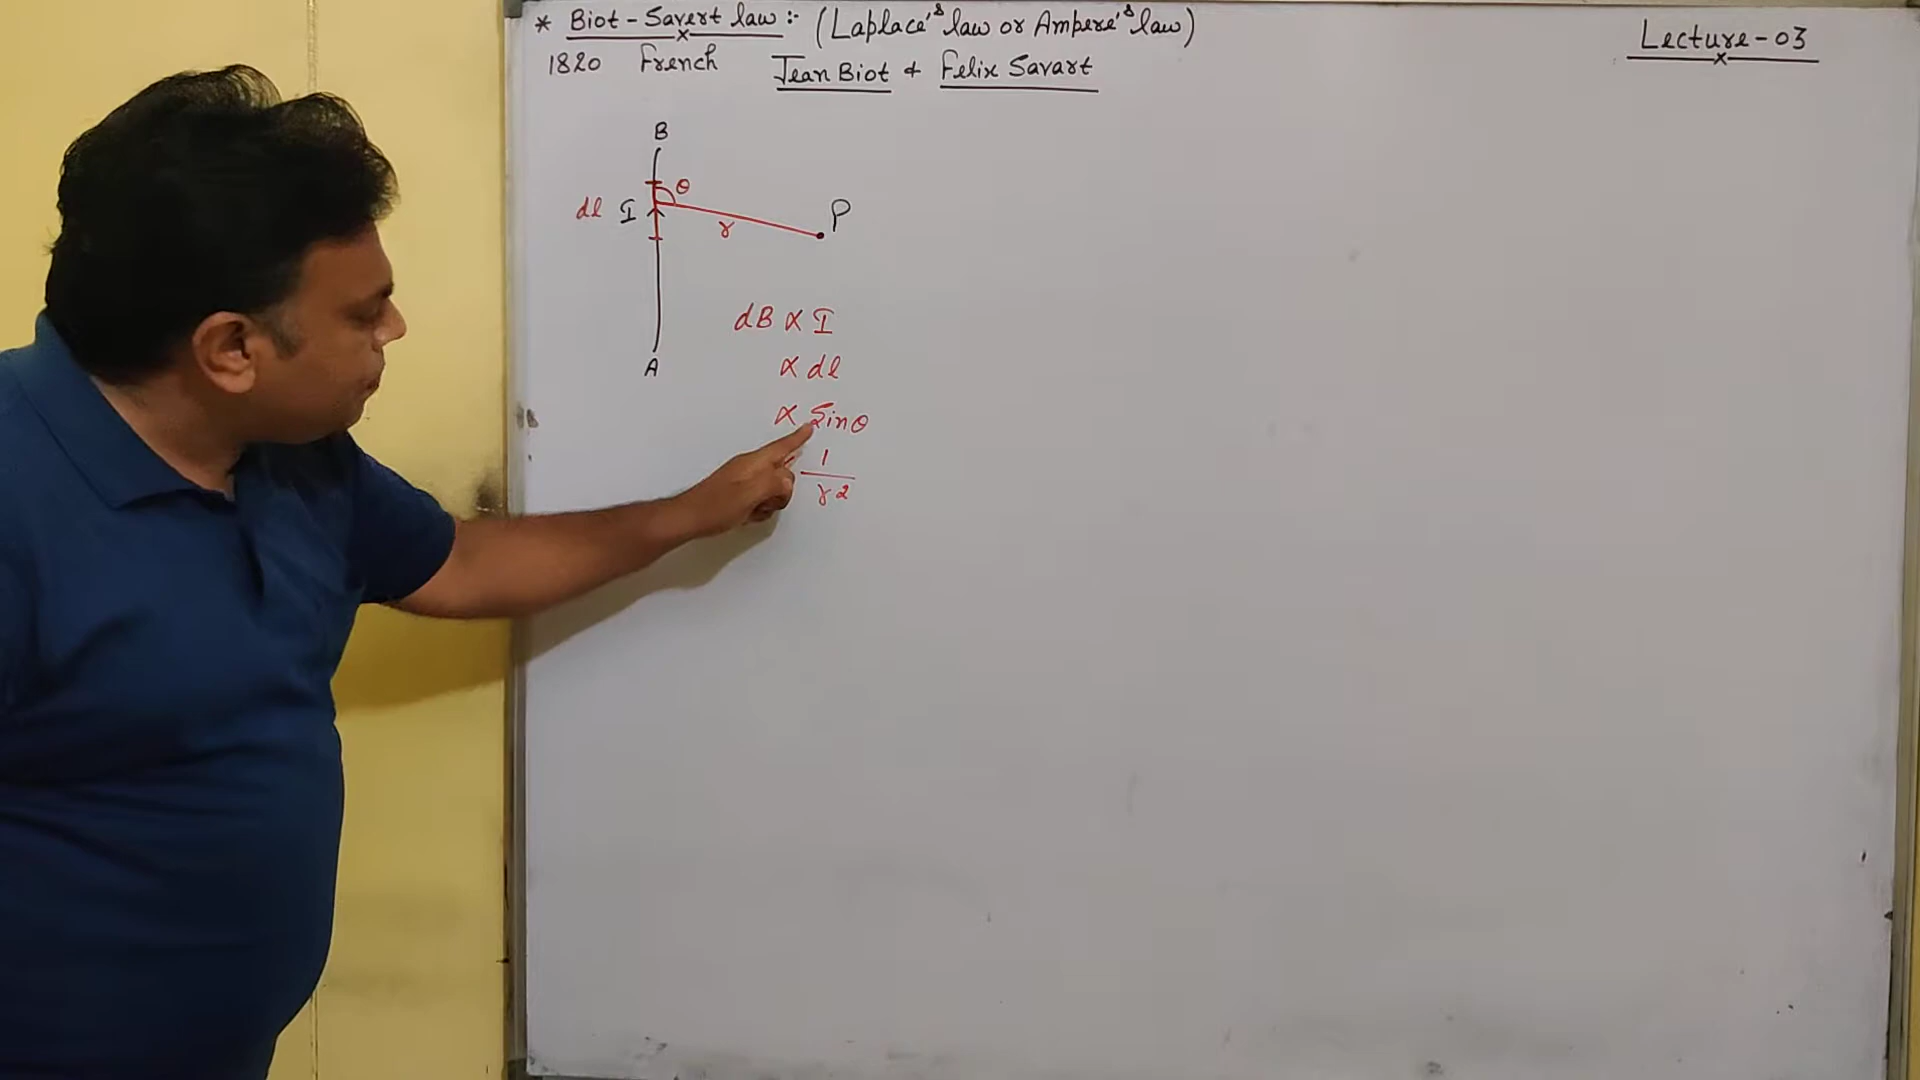 * Biot-Savert law:- (Laplace's law or Ampere's law)
Lecture-03
1820 French Jean Biot & Felix Savart
B
θ
dl I
r
P
A
dB ∝ I
∝ dl
∝ Sinθ
1
r2